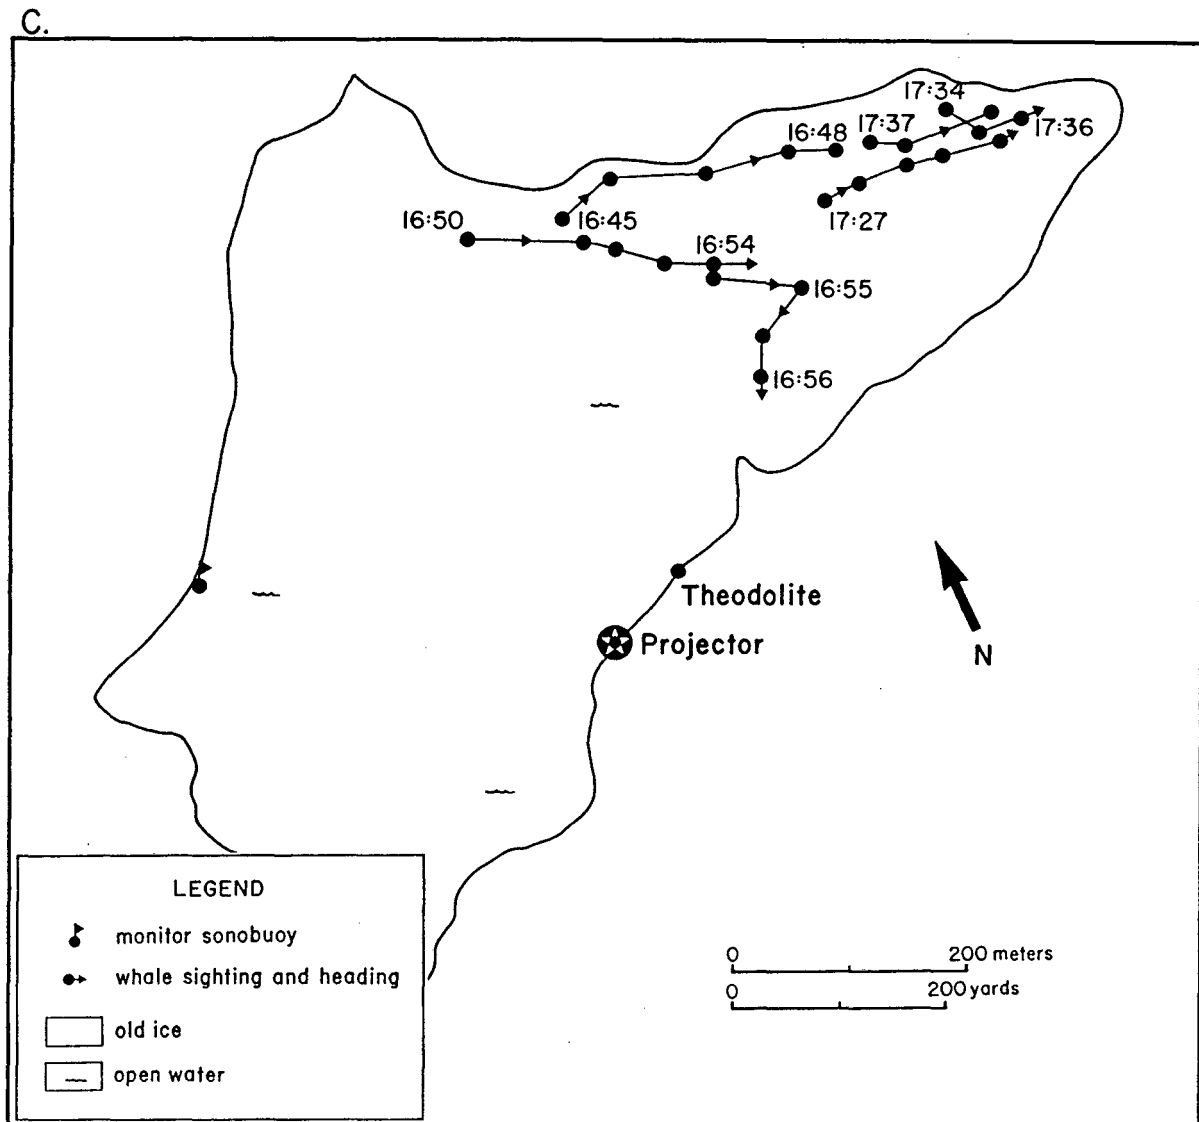 C.
17:34
17:37
16:48
17:36
17:27
16:50
16:45
16:54
16:55
16:56
Theodolite
Projector
N
LEGEND
monitor sonobuoy
whale sighting and heading
old ice
open water
0 200 meters
0 200 yards